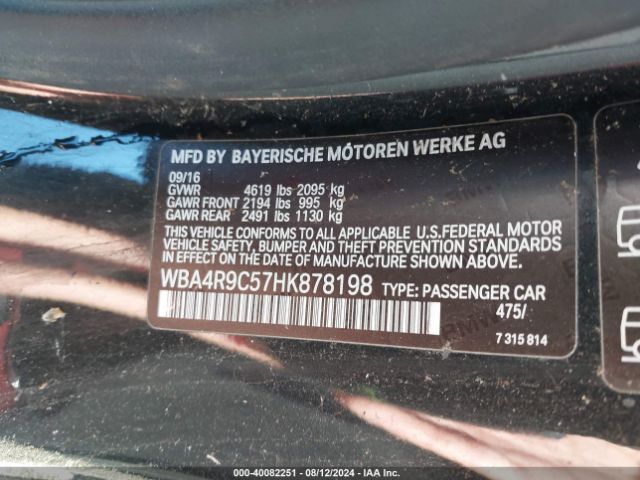 MFD BY BAYERISCHE MOTOREN WERKE AG
09/16
GVWR 4619 lbs 2095 kg
GAWR FRONT 2194 lbs 995 kg
GAWR REAR 2491 lbs 1130 kg
THIS VEHICLE CONFORMS TO ALL APPLICABLE U.S.FEDERAL MOTOR
VEHICLE SAFETY, BUMPER AND THEFT PREVENTION STANDARDS
IN EFFECT ON THE DATE OF MANUFACTURE SHOWN ABOVE.
WBA4R9C57HK878198 TYPE: PASSENGER CAR
475/
7 315 814
000-40082251 - 08/12/2024 - IAA Inc.